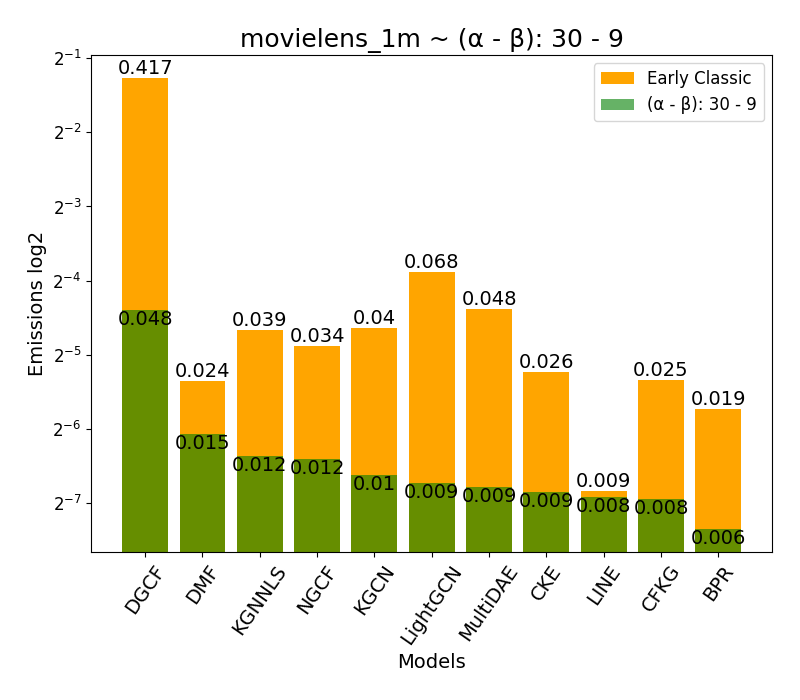 movielens_1m ~ (α - β): 30 - 9
Early Classic
(α - β): 30 - 9
Emissions log2
2⁻¹
2⁻²
2⁻³
2⁻⁴
2⁻⁵
2⁻⁶
2⁻⁷
0.417
0.024
0.039
0.034
0.04
0.068
0.048
0.026
0.009
0.025
0.019
0.048
0.015
0.012
0.012
0.01
0.009
0.009
0.009
0.008
0.008
0.006
DGCF
DMF
KGNNLS
NGCF
KGCN
LightGCN
MultiDAE
CKE
LINE
CFKG
BPR
Models